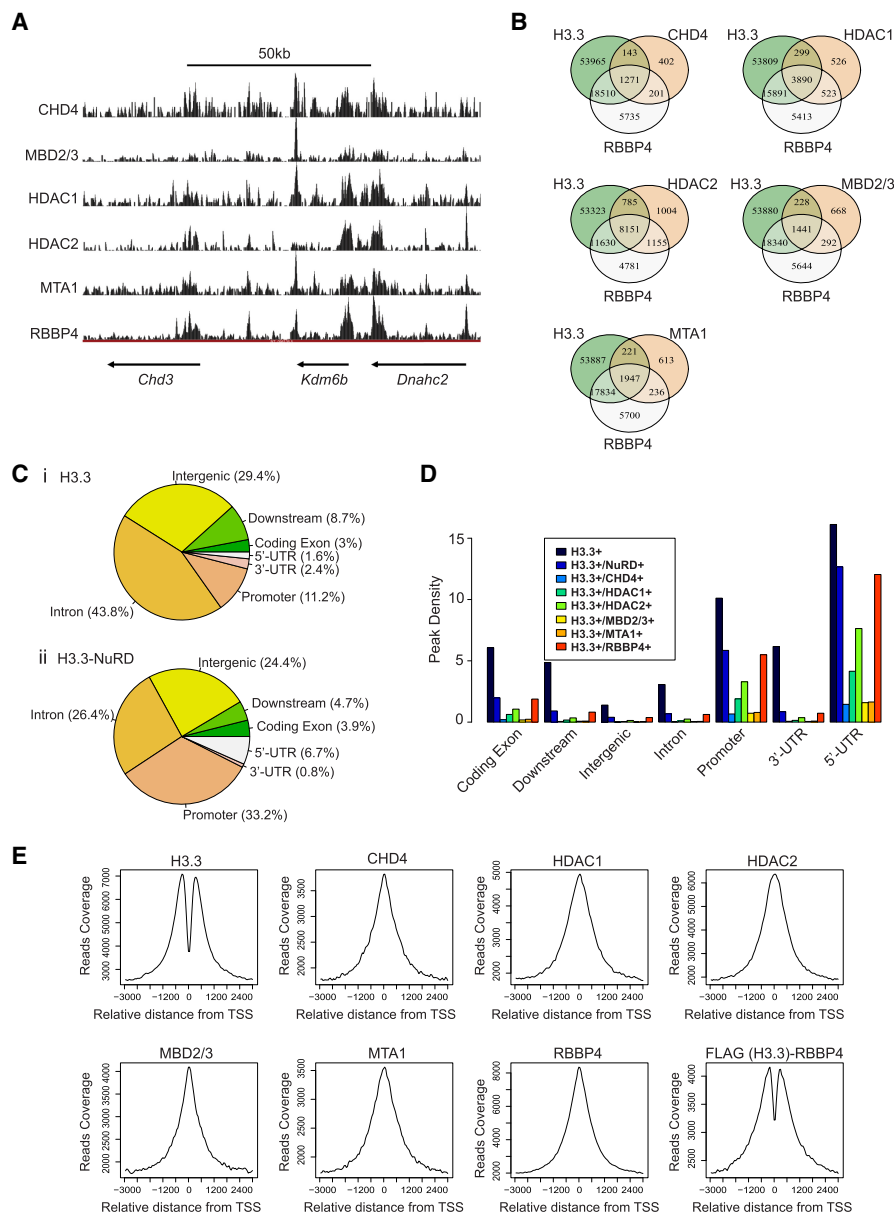 A
50kb
CHD4
MBD2/3
HDAC1
HDAC2
MTA1
RBBP4
Chd3
Kdm6b
Dnahc2
B
H3.3
CHD4
53965
143
402
1271
18510
201
5735
RBBP4
H3.3
HDAC1
53809
299
526
3890
15891
523
5413
RBBP4
H3.3
HDAC2
53323
785
1004
8151
11630
1155
4781
RBBP4
H3.3
MBD2/3
53880
228
668
1441
18340
292
5644
RBBP4
H3.3
MTA1
53887
221
613
1947
17834
236
5700
RBBP4
C
i H3.3
Intergenic (29.4%)
Downstream (8.7%)
Coding Exon (3%)
5'-UTR (1.6%)
3'-UTR (2.4%)
Promoter (11.2%)
Intron (43.8%)
ii H3.3-NuRD
Intergenic (24.4%)
Downstream (4.7%)
Coding Exon (3.9%)
5'-UTR (6.7%)
3'-UTR (0.8%)
Promoter (33.2%)
Intron (26.4%)
D
Peak Density
15
10
5
0
H3.3+
H3.3+/NuRD+
H3.3+/CHD4+
H3.3+/HDAC1+
H3.3+/HDAC2+
H3.3+/MBD2/3+
H3.3+/MTA1+
H3.3+/RBBP4+
Coding Exon
Downstream
Intergenic
Intron
Promoter
3'-UTR
5'-UTR
E
H3.3
Reads Coverage
3000 4000 5000 6000 7000
−3000 −1200 0 1200 3000
Relative distance from TSS
CHD4
Reads Coverage
2000 2500 3000 3500
−3000 −1200 0 1200 3000
Relative distance from TSS
HDAC1
Reads Coverage
2000 3000 4000 5000
−3000 −1200 0 1200 3000
Relative distance from TSS
HDAC2
Reads Coverage
2000 3000 4000 5000 6000
−3000 −1200 0 1200 3000
Relative distance from TSS
MBD2/3
Reads Coverage
2000 2500 3000 3500 4000
−3000 −1200 0 1200 3000
Relative distance from TSS
MTA1
Reads Coverage
2000 2500 3000 3500
−3000 −1200 0 1200 3000
Relative distance from TSS
RBBP4
Reads Coverage
2000 4000 6000 8000
−3000 −1200 0 1200 3000
Relative distance from TSS
FLAG (H3.3)-RBBP4
Reads Coverage
2500 3000 3500 4000
−3000 −1200 0 1200 3000
Relative distance from TSS